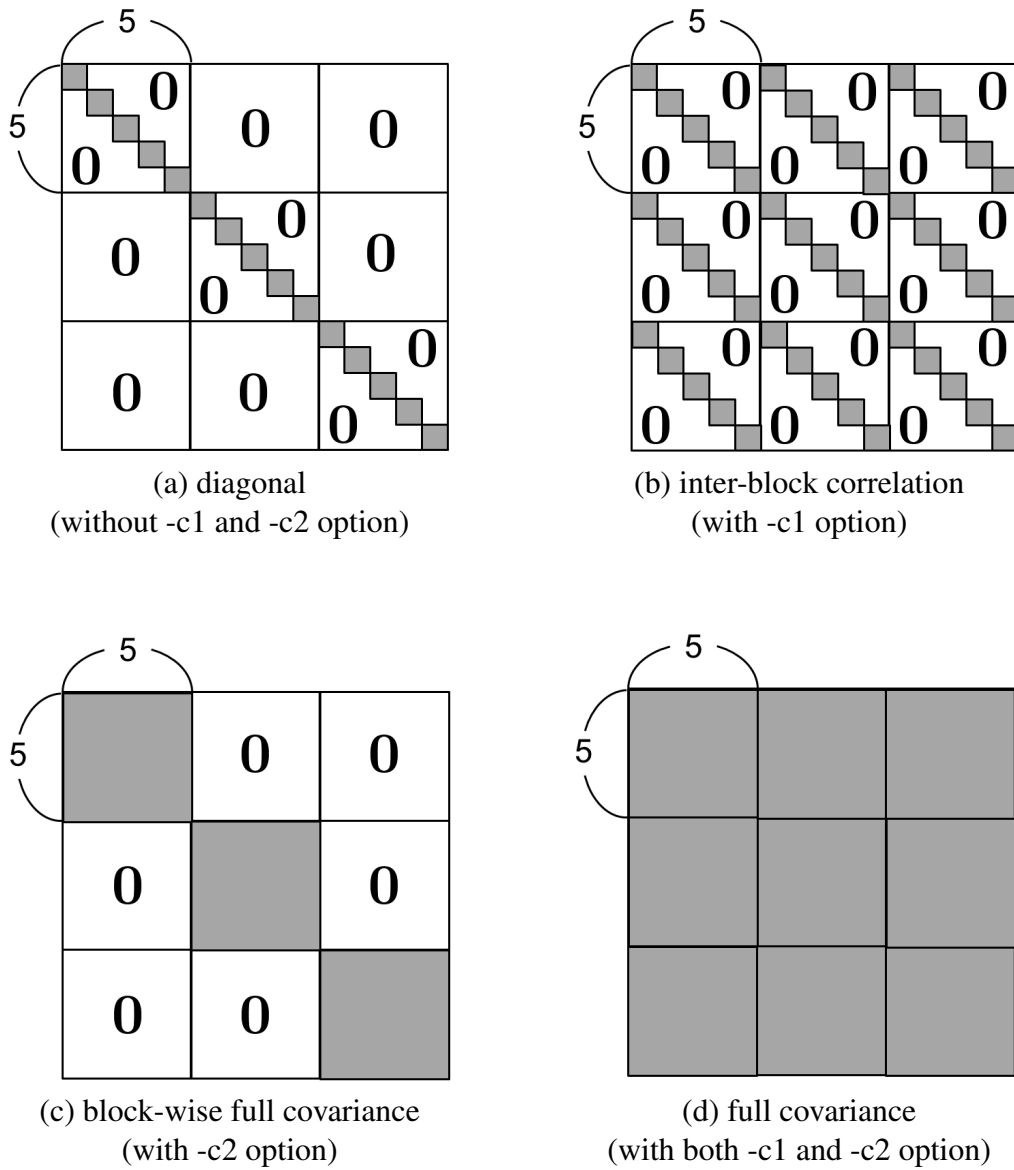 5 5
5 0 0 0 5 0 0 0
0 0 0 0
0 0 0 0 0
0 0 0 0 0
0 0 0 0 0
0 0 0 0 0 0
(a) diagonal (b) inter-block correlation
(without -c1 and -c2 option) (with -c1 option)
5 5
5 0 0 5
0 0
0 0
(c) block-wise full covariance (d) full covariance
(with -c2 option) (with both -c1 and -c2 option)